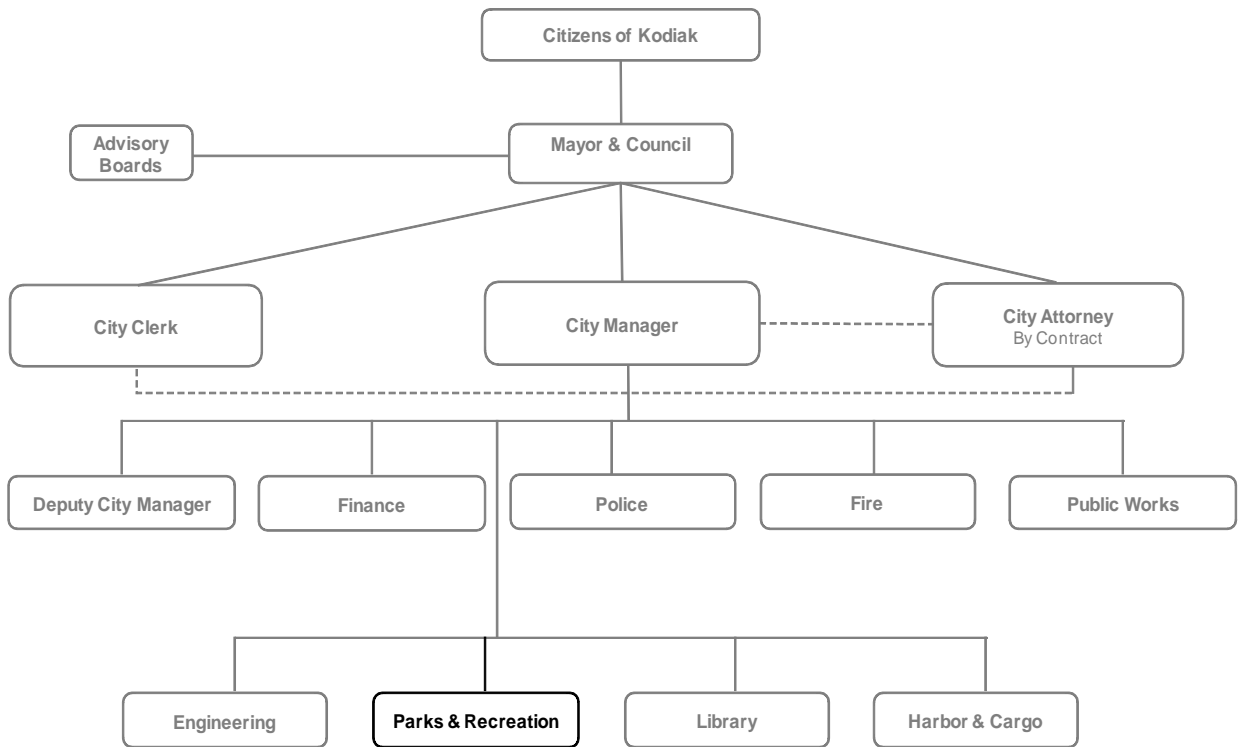 Citizens of Kodiak
Advisory
Boards
Mayor & Council
City Clerk
City Manager
City Attorney
By Contract
Deputy City Manager
Finance
Police
Fire
Public Works
Engineering
Parks & Recreation
Library
Harbor & Cargo